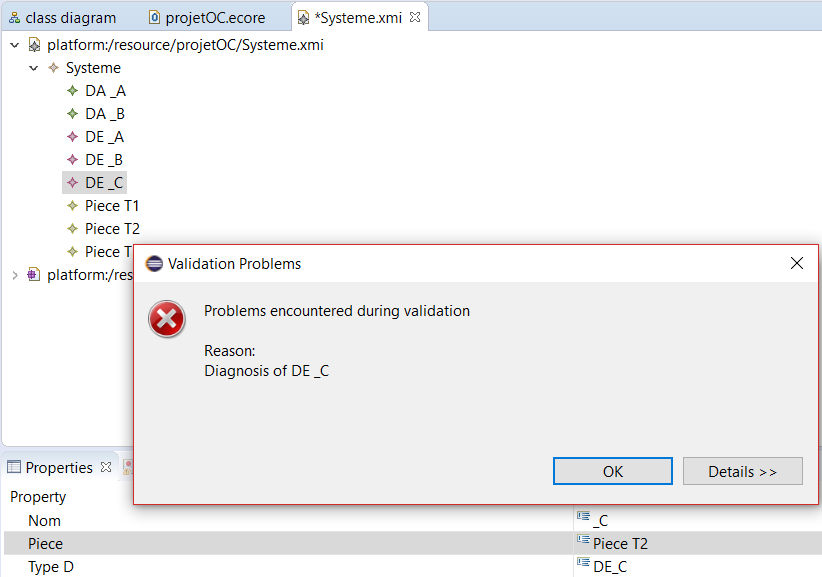 class diagram
projetOC.ecore
*Systeme.xmi
platform:/resource/projetOC/Systeme.xmi
Systeme
DA _A
DA _B
DE _A
DE _B
DE _C
Piece T1
Piece T2
Piece T
platform:/res
Validation Problems
Problems encountered during validation
Reason:
Diagnosis of DE _C
OK
Details >>
Properties
Property
Nom
_C
Piece
Piece T2
Type D
DE_C